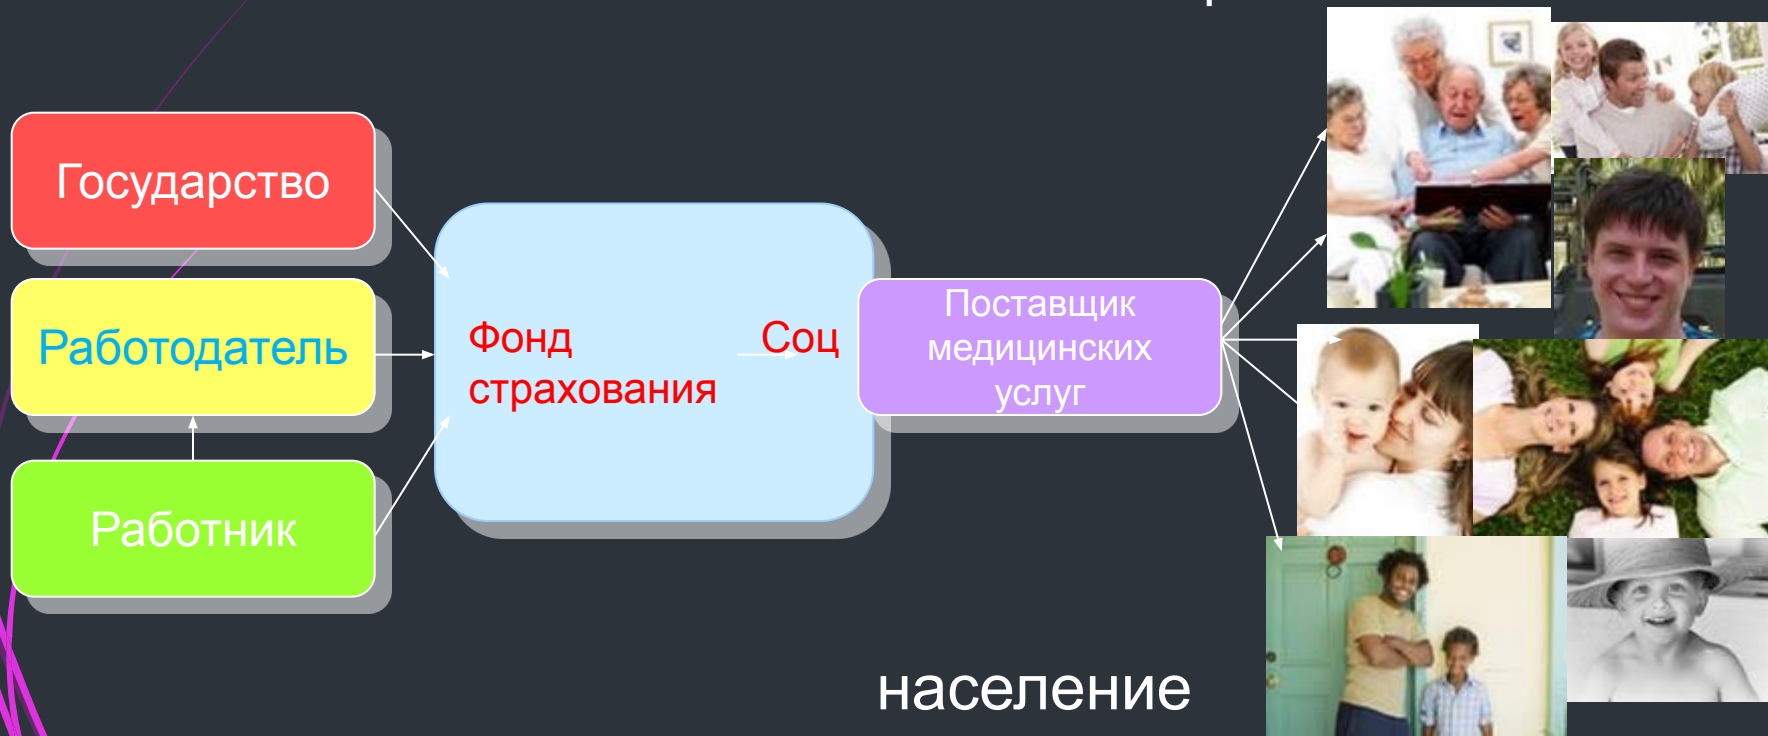 Государство
Работодатель
Работник
Фонд Соц
страхования
Поставщик
медицинских
услуг
население